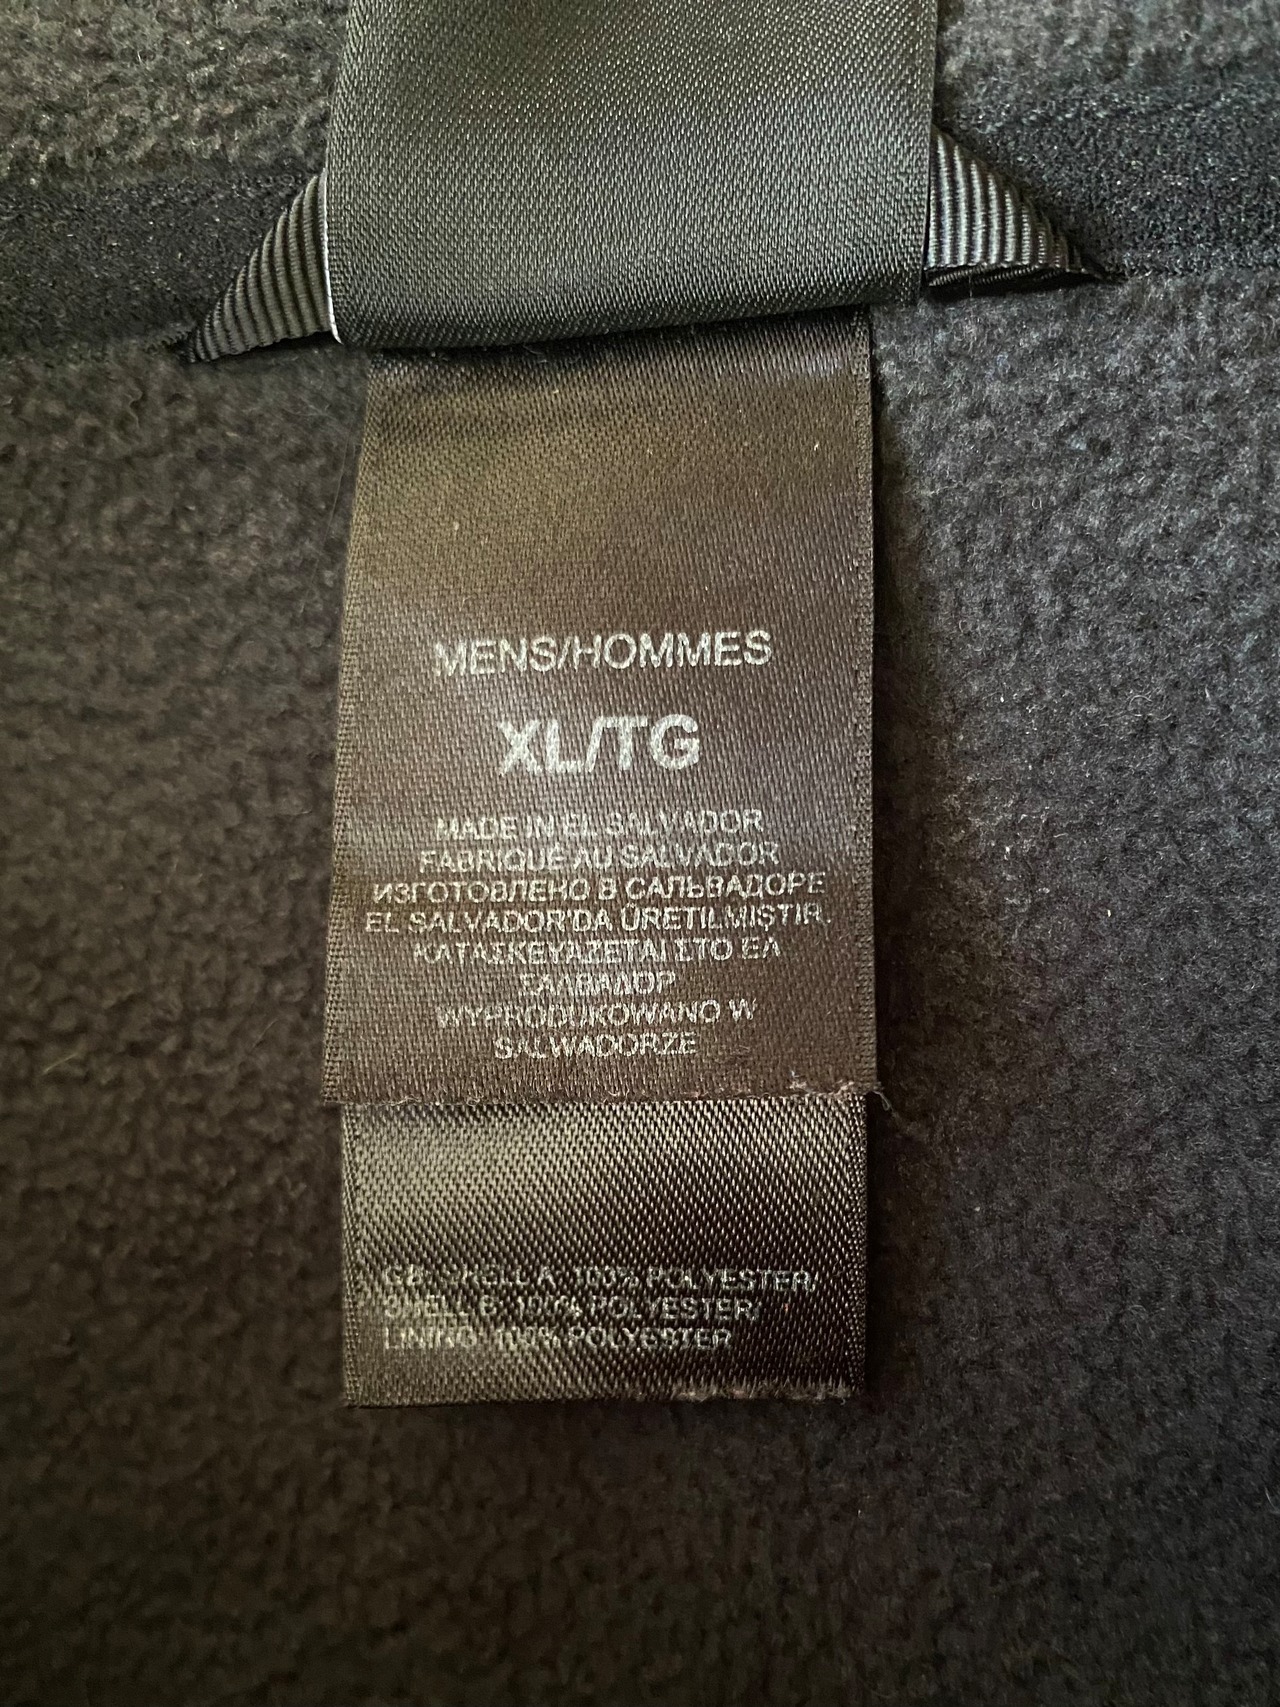 MENS/HOMMES
XL/TG
MADE IN EL SALVADOR
FABRIQUÉ AU SALVADOR
ИЗГОТОВЛЕНО В САЛЬВАДОРЕ
EL SALVADOR'DA ÜRETILMIŞTIR.
ΚΑΤΑΣΚΕΥΑΖΕΤΑΙ ΣΤΟ ΕΛ
ΣΑΛΒΑΔΟΡ
WYPRODUKOWANO W
SALWADORZE
SHELL A: 100% POLYESTER/
SHELL B: 100% POLYESTER/
LINING: 100% POLYESTER